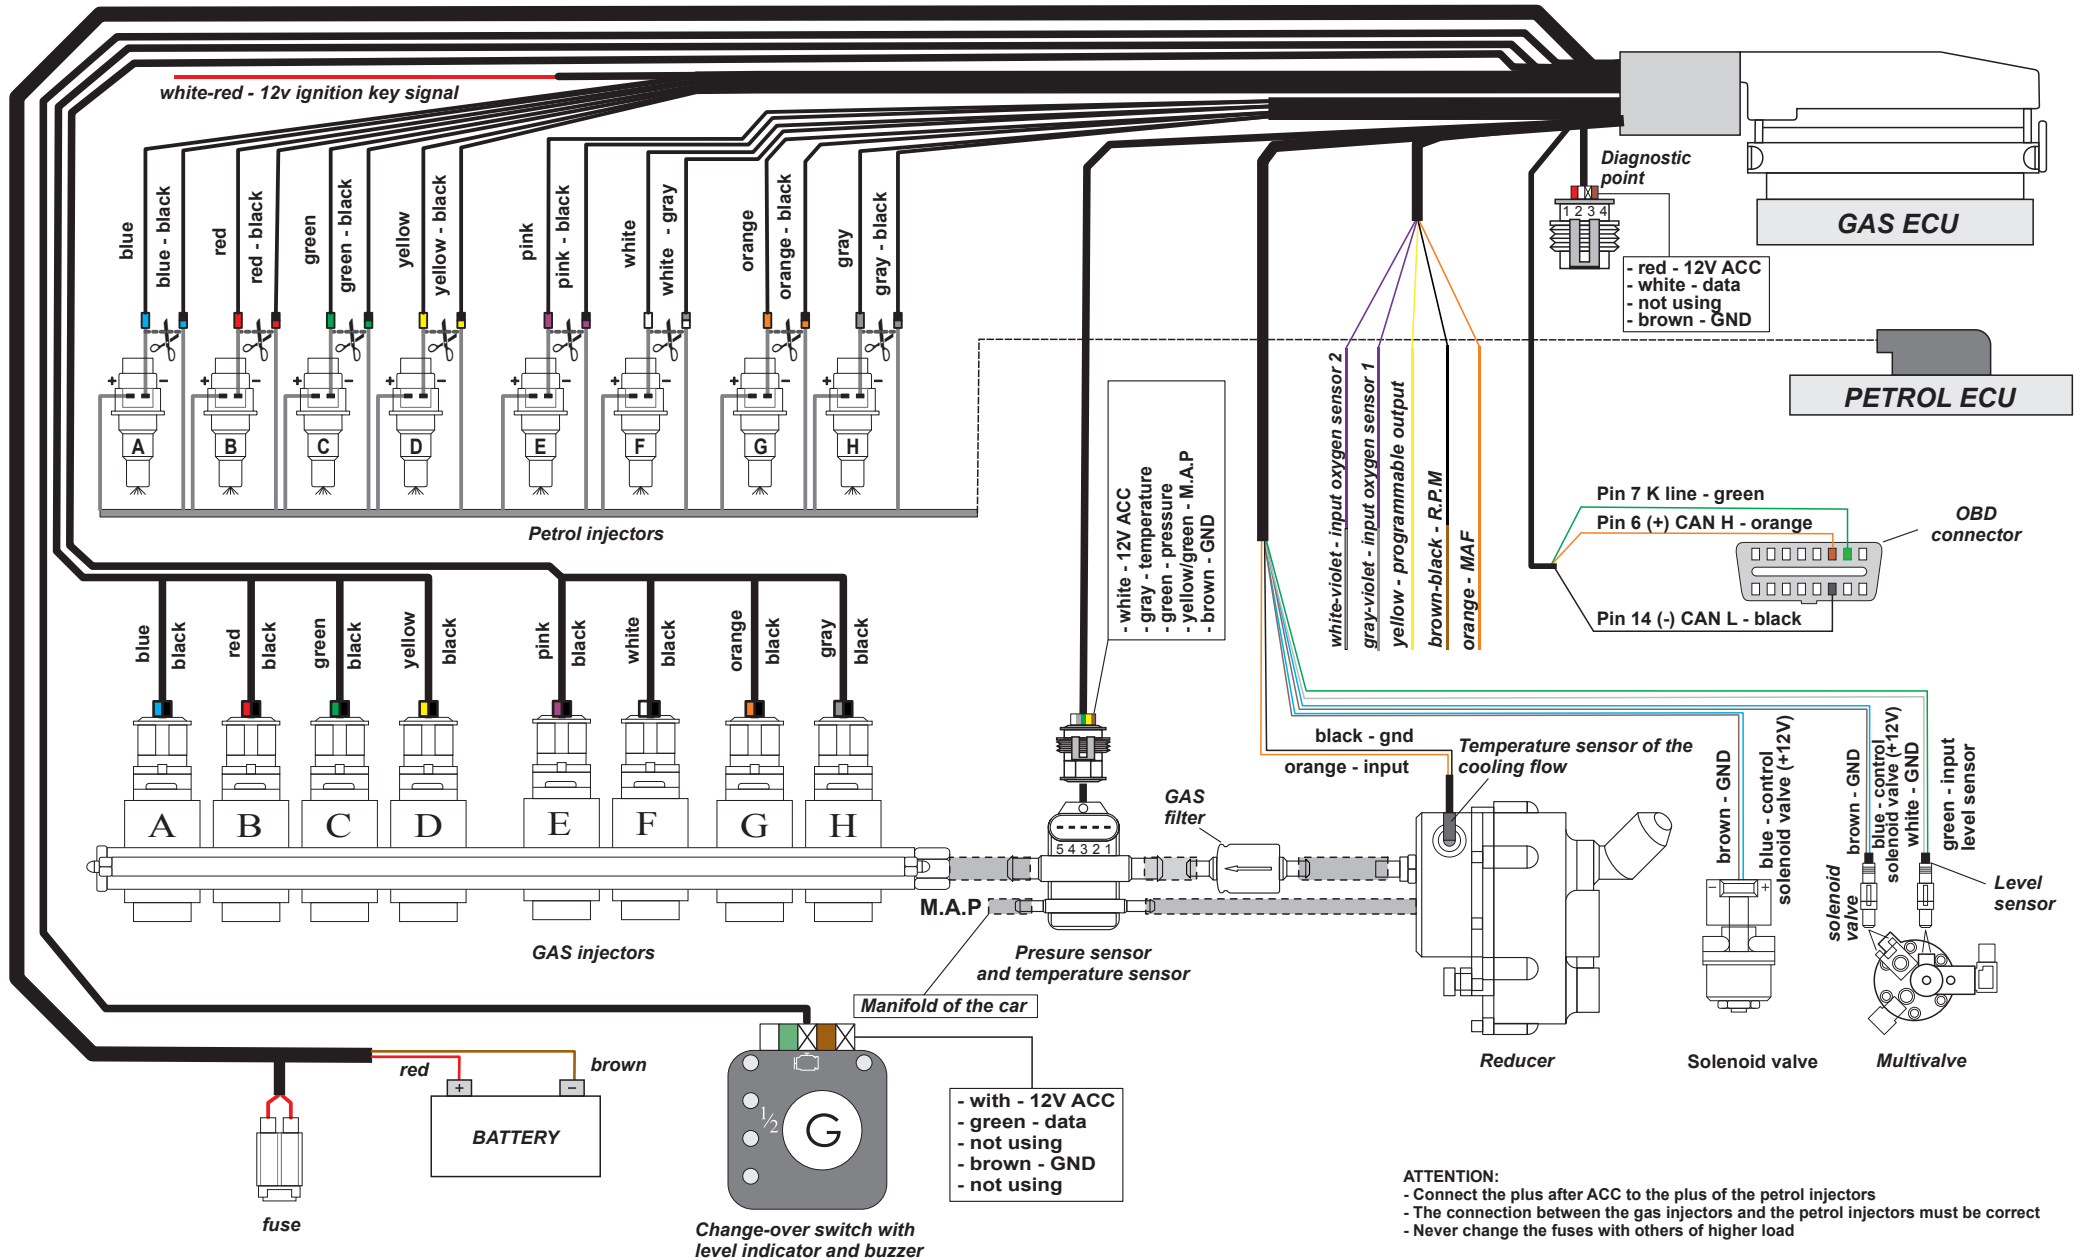 white-red - 12v ignition key signal
blue
blue - black
red
red - black
green
green - black
yellow
yellow - black
pink
pink - black
white
white - gray
orange
orange - black
gray
gray - black
+ -
+ -
+ -
+ -
+ -
+ -
+ -
+ -
A
B
C
D
E
F
G
H
Petrol injectors
Diagnostic
point
1 2 3 4
- red - 12V ACC
- white - data
- not using
- brown - GND
GAS ECU
PETROL ECU
- white - 12V ACC
- gray - temperature
- green - pressure
- yellow/green - M.A.P
- brown - GND
white-violet - input oxygen sensor 2
gray-violet - input oxygen sensor 1
yellow - programmable output
brown-black - R.P.M
orange - MAF
Pin 7 K line - green
Pin 6 (+) CAN H - orange
Pin 14 (-) CAN L - black
OBD
connector
blue
black
red
black
green
black
yellow
black
pink
black
white
black
orange
black
gray
black
A
B
C
D
E
F
G
H
GAS injectors
5 4 3 2 1
M.A.P
Presure sensor
and temperature sensor
Manifold of the car
GAS
filter
black - gnd
orange - input
Temperature sensor of the
cooling flow
Reducer
brown - GND
blue - control
solenoid valve (+12V)
- +
Solenoid valve
brown - GND
blue - control
solenoid valve (+12V)
white - GND
green - input
level sensor
solenoid
valve
Level
sensor
Multivalve
red
brown
+
−
BATTERY
fuse
1/2
G
- with - 12V ACC
- green - data
- not using
- brown - GND
- not using
Change-over switch with
level indicator and buzzer
ATTENTION:
- Connect the plus after ACC to the plus of the petrol injectors
- The connection between the gas injectors and the petrol injectors must be correct
- Never change the fuses with others of higher load